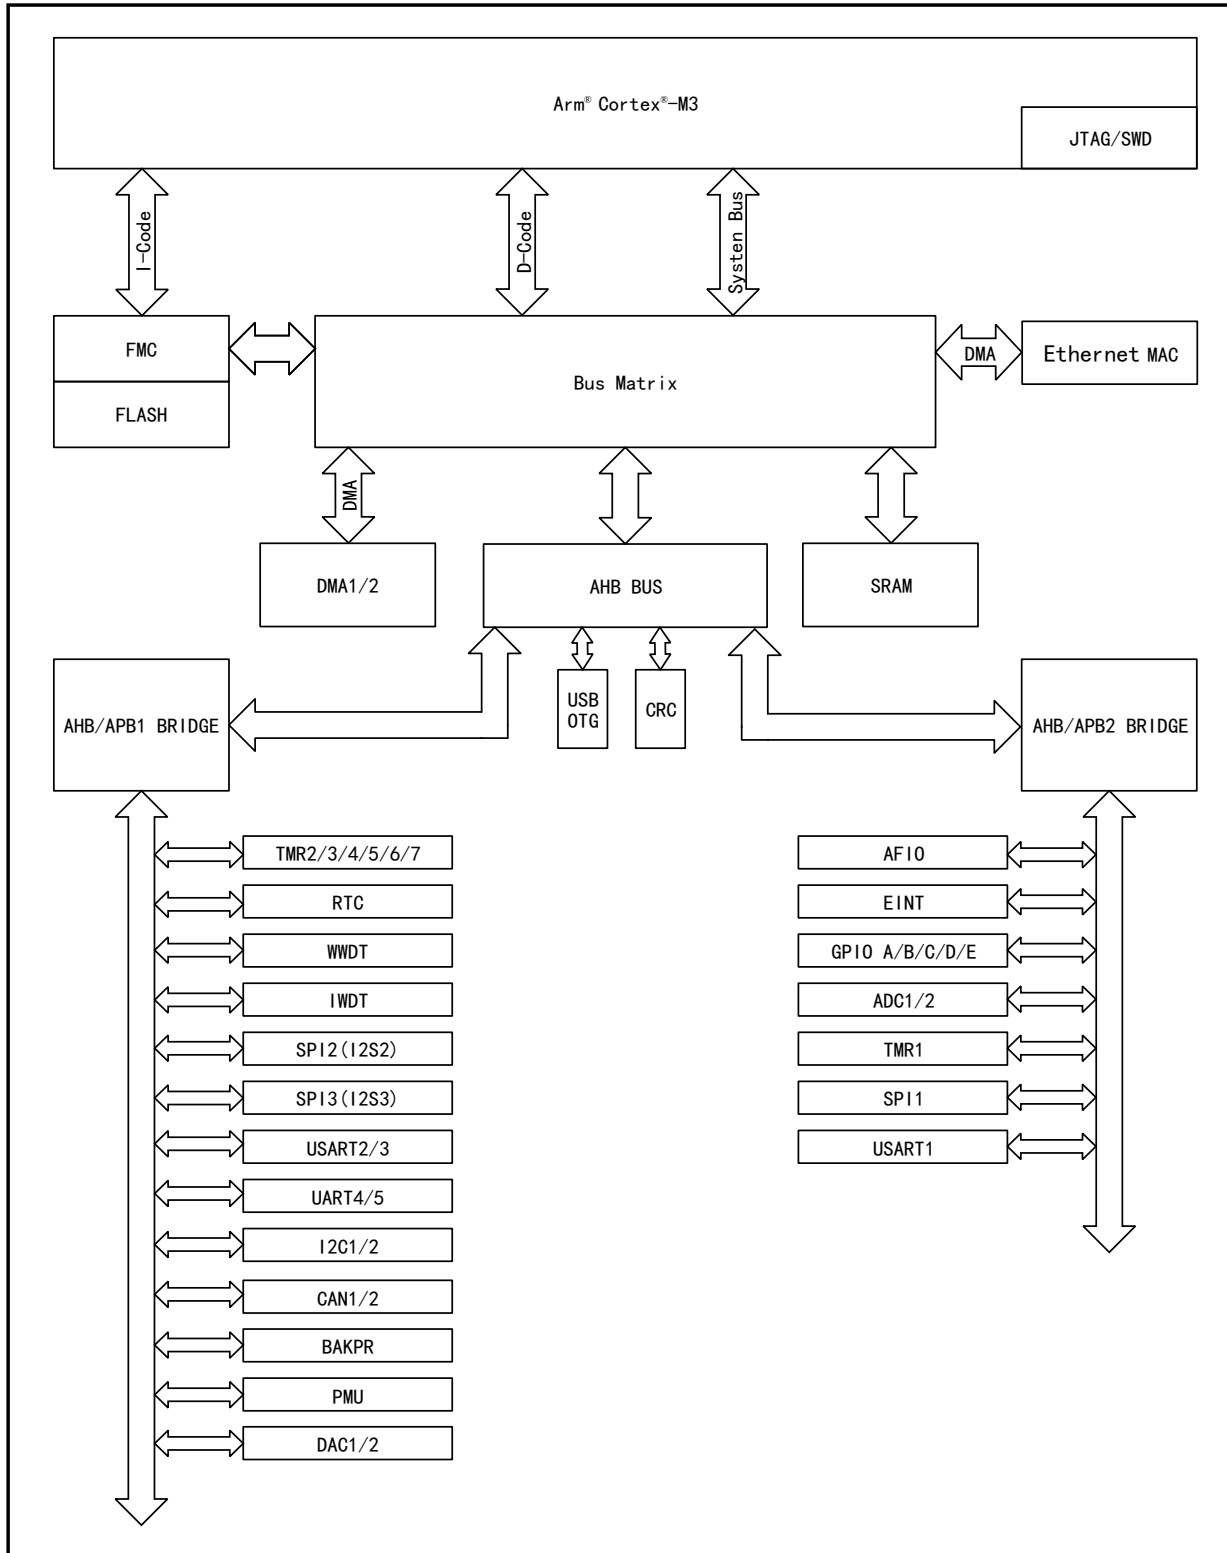 Arm® Cortex®-M3
JTAG/SWD
I-Code
D-Code
Systen Bus
FMC
FLASH
Bus Matrix
DMA
Ethernet MAC
DMA
DMA1/2
AHB BUS
SRAM
USB
OTG
CRC
AHB/APB1 BRIDGE
AHB/APB2 BRIDGE
TMR2/3/4/5/6/7
RTC
WWDT
IWDT
SPI2(I2S2)
SPI3(I2S3)
USART2/3
UART4/5
I2C1/2
CAN1/2
BAKPR
PMU
DAC1/2
AFIO
EINT
GPIO A/B/C/D/E
ADC1/2
TMR1
SPI1
USART1